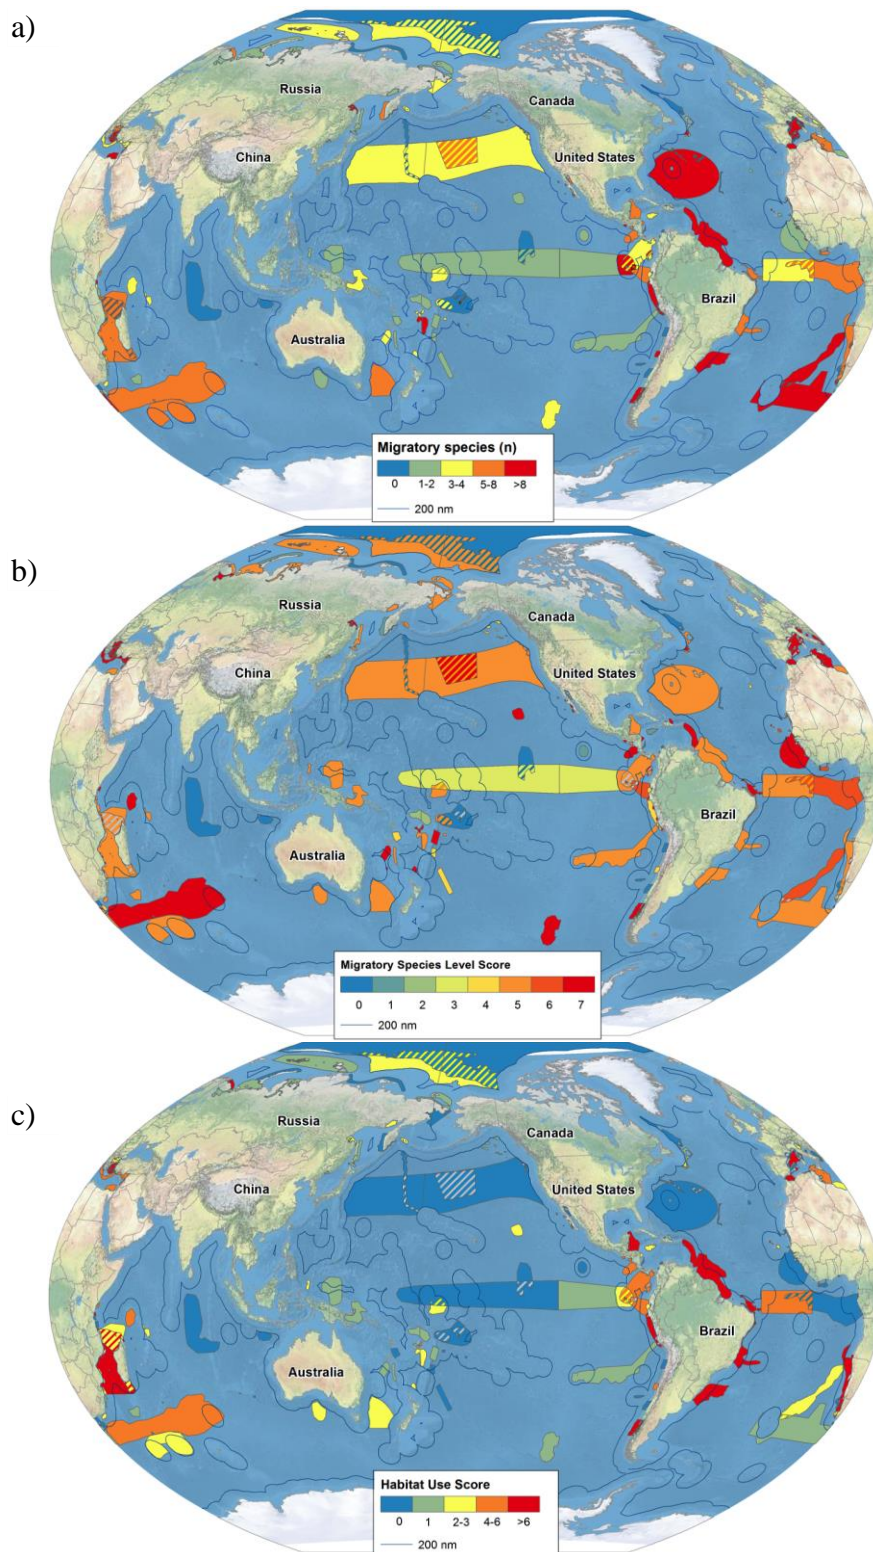 a)
Russia
Canada
China
United States
Brazil
Australia
Migratory species (n)
0 1-2 3-4 5-8 >8
200 nm
b)
Russia
Canada
China
United States
Brazil
Australia
Migratory Species Level Score
0 1 2 3 4 5 6 7
200 nm
c)
Russia
Canada
China
United States
Brazil
Australia
Habitat Use Score
0 1 2-3 4-6 >6
200 nm